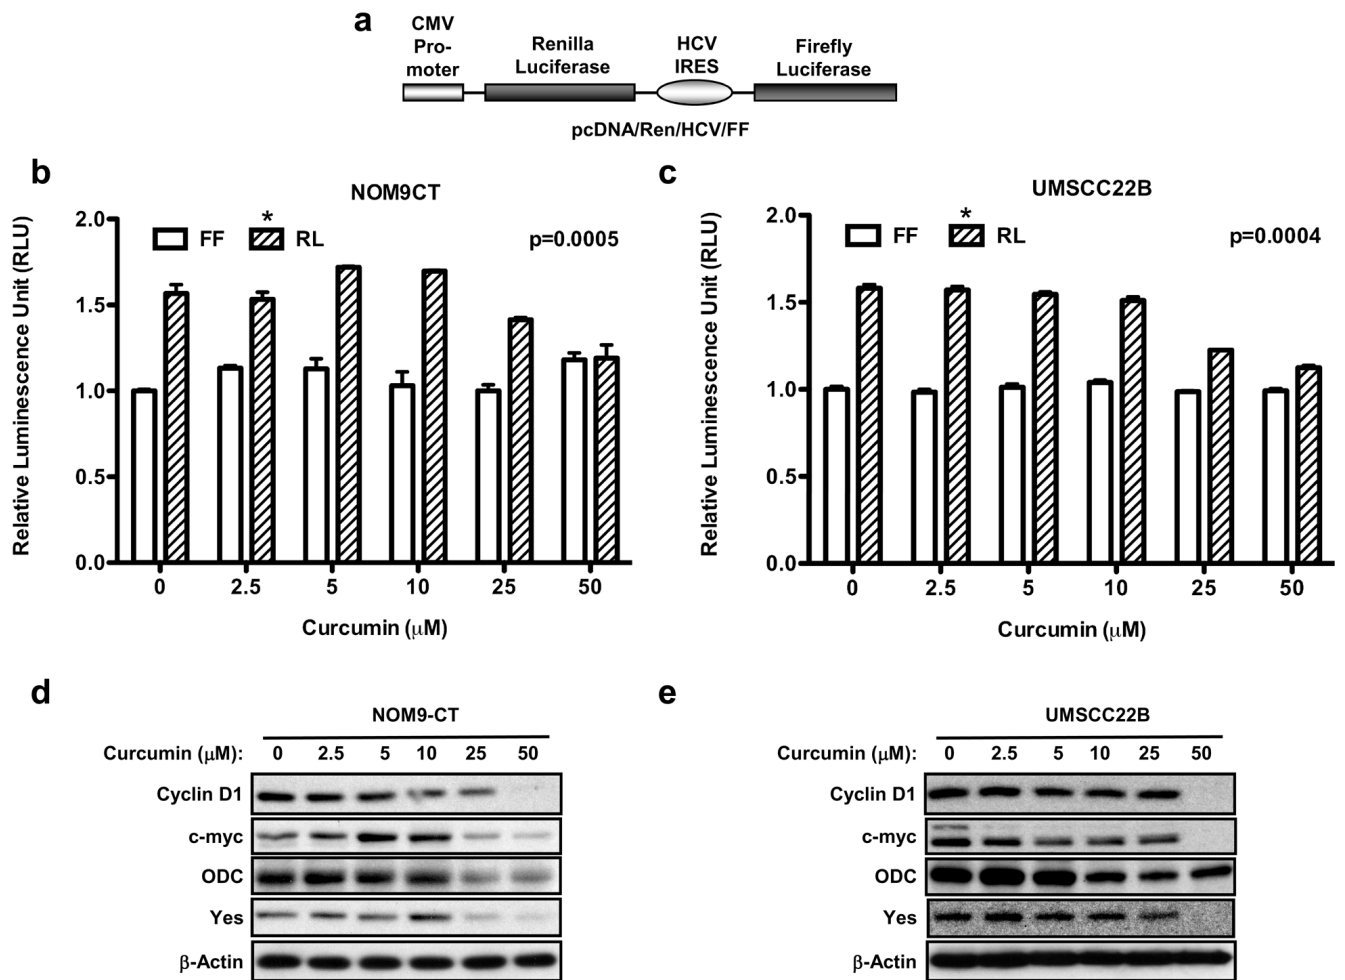 a
CMV
Pro-
moter
Renilla
Luciferase
HCV
IRES
Firefly
Luciferase
pcDNA/Ren/HCV/FF
b
NOM9CT
Relative Luminescence Unit (RLU)
2.0
1.5
1.0
0.5
0.0
FF
*
RL
p=0.0005
0 2.5 5 10 25 50
Curcumin (μM)
c
UMSCC22B
Relative Luminescence Unit (RLU)
2.0
1.5
1.0
0.5
0.0
FF
*
RL
p=0.0004
0 2.5 5 10 25 50
Curcumin (μM)
d
NOM9-CT
Curcumin (μM): 0 2.5 5 10 25 50
Cyclin D1
c-myc
ODC
Yes
β-Actin
e
UMSCC22B
Curcumin (μM): 0 2.5 5 10 25 50
Cyclin D1
c-myc
ODC
Yes
β-Actin